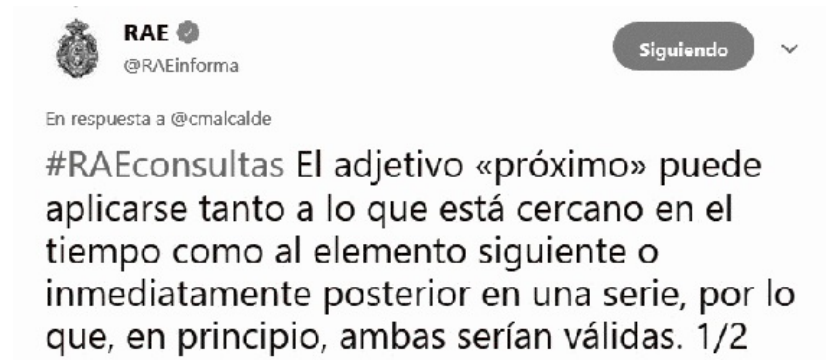 RAE
@RAEinforma
Siguiendo
En respuesta a @cmalcalde
#RAEconsultas El adjetivo «próximo» puede
aplicarse tanto a lo que está cercano en el
tiempo como al elemento siguiente o
inmediatamente posterior en una serie, por lo
que, en principio, ambas serían válidas. 1/2